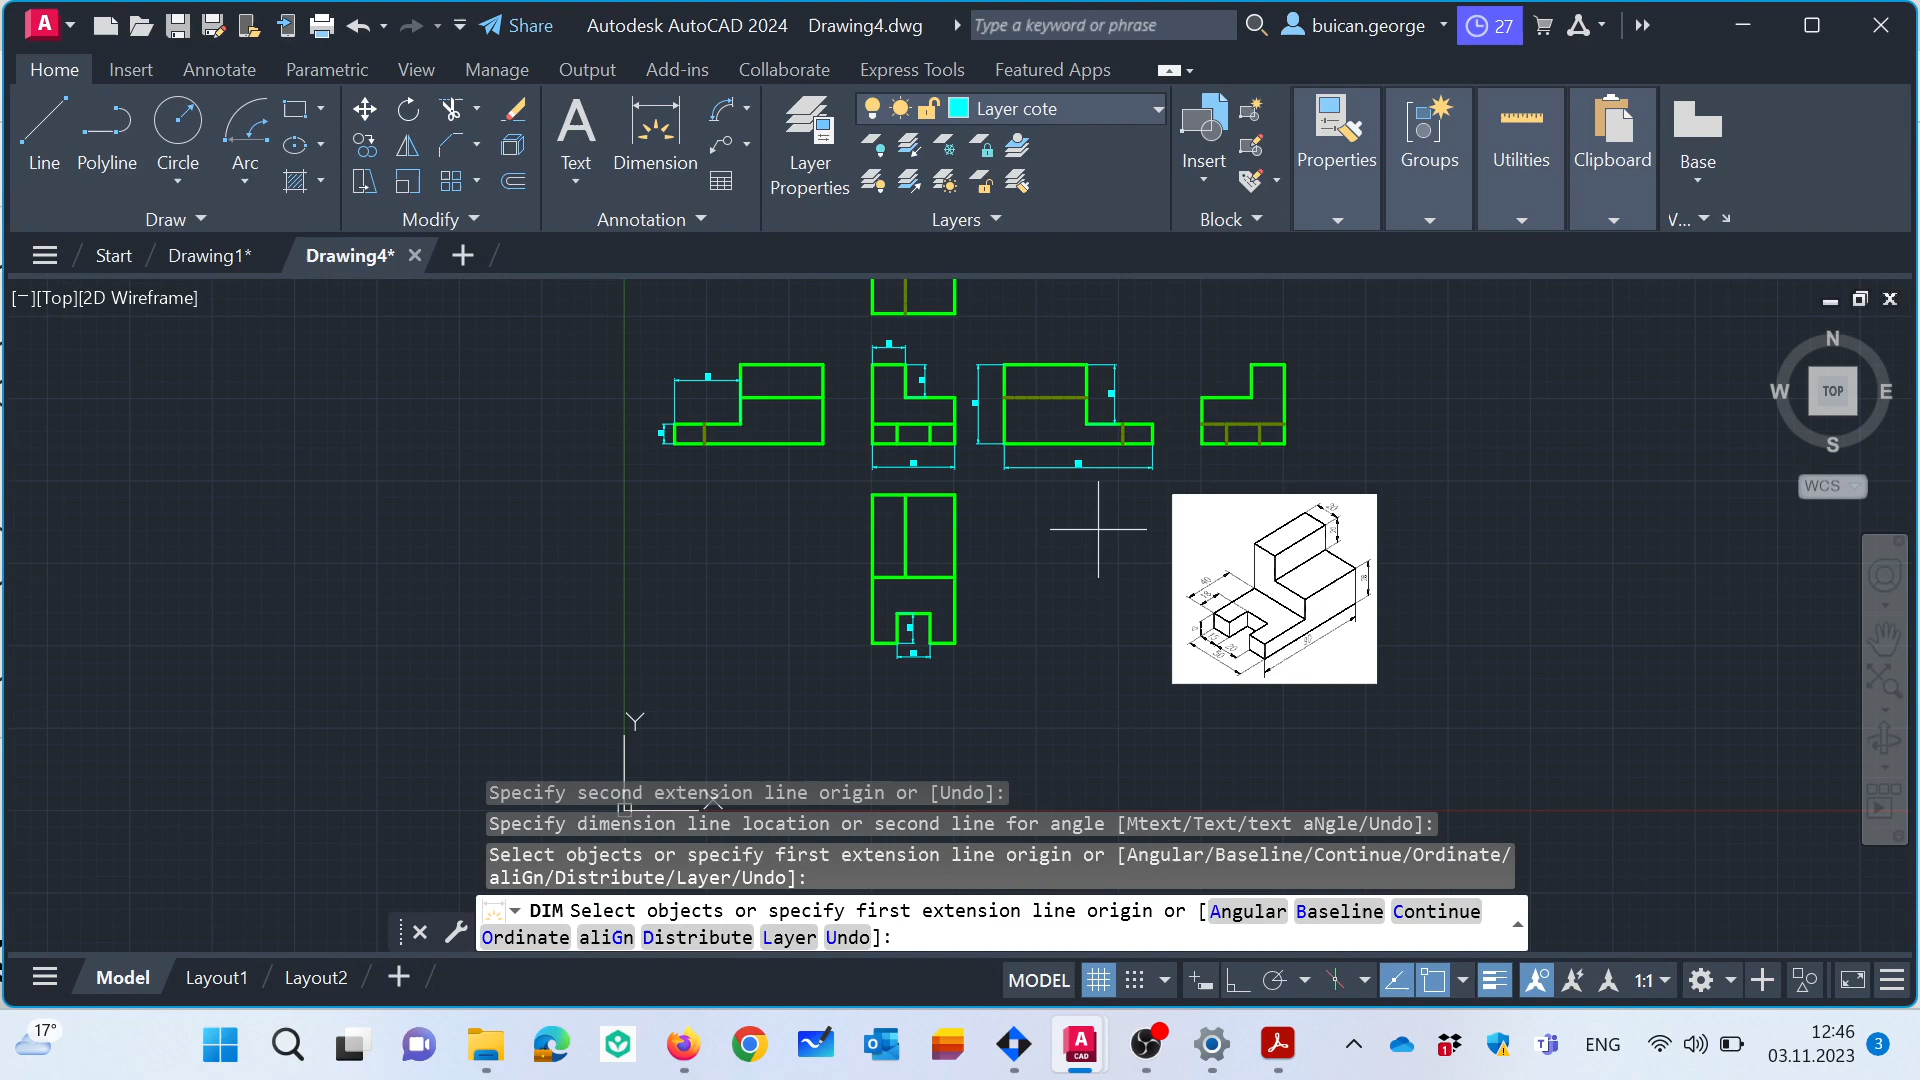 A
Share
Autodesk AutoCAD 2024
Drawing4.dwg
Type a keyword or phrase
buican.george
27
Home
Insert
Annotate
Parametric
View
Manage
Output
Add-ins
Collaborate
Express Tools
Featured Apps
Line
Polyline
Circle
Arc
Draw
Modify
Text
Dimension
Annotation
Layer
Properties
Layer cote
Layers
Insert
Block
Properties
Groups
Utilities
Clipboard
Base
V...
Start
Drawing1*
Drawing4*
[−][Top][2D Wireframe]
N
W
TOP
E
S
WCS
Y
X
Specify second extension line origin or [Undo]:
Specify dimension line location or second line for angle [Mtext/Text/text aNgle/Undo]:
Select objects or specify first extension line origin or [Angular/Baseline/Continue/Ordinate/
aliGn/Distribute/Layer/Undo]:
DIM Select objects or specify first extension line origin or [Angular Baseline Continue
Ordinate aliGn Distribute Layer Undo]:
Model
Layout1
Layout2
MODEL
1:1
17°
A
CAD
1
ENG
12:46
03.11.2023
3